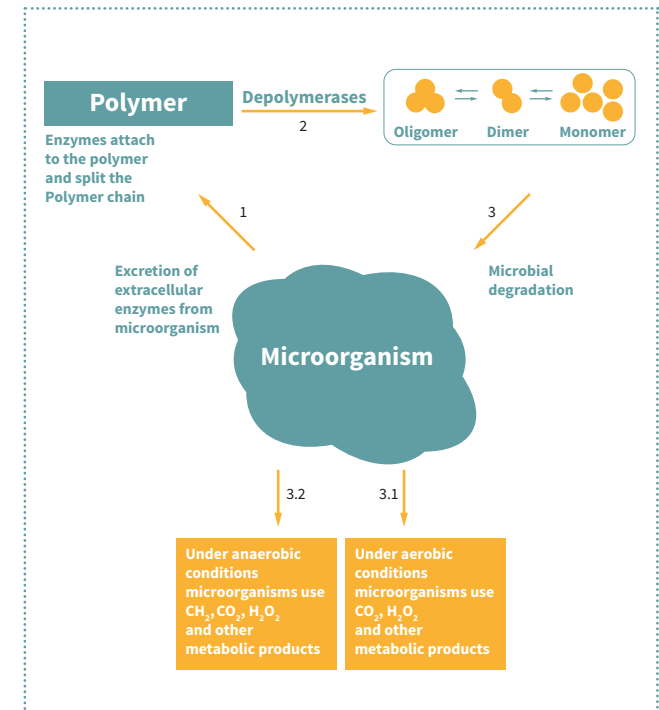 Polymer
Depolymerases
2
Oligomer
Dimer
Monomer
Enzymes attach
to the polymer
and split the
Polymer chain
1
3
Excretion of
extracellular
enzymes from
microorganism
Microbial
degradation
Microorganism
3.2
3.1
Under anaerobic
conditions
microorganisms use
CH₂, CO₂, H₂O₂
and other
metabolic products
Under aerobic
conditions
microorganisms use
CO₂, H₂O₂
and other
metabolic products